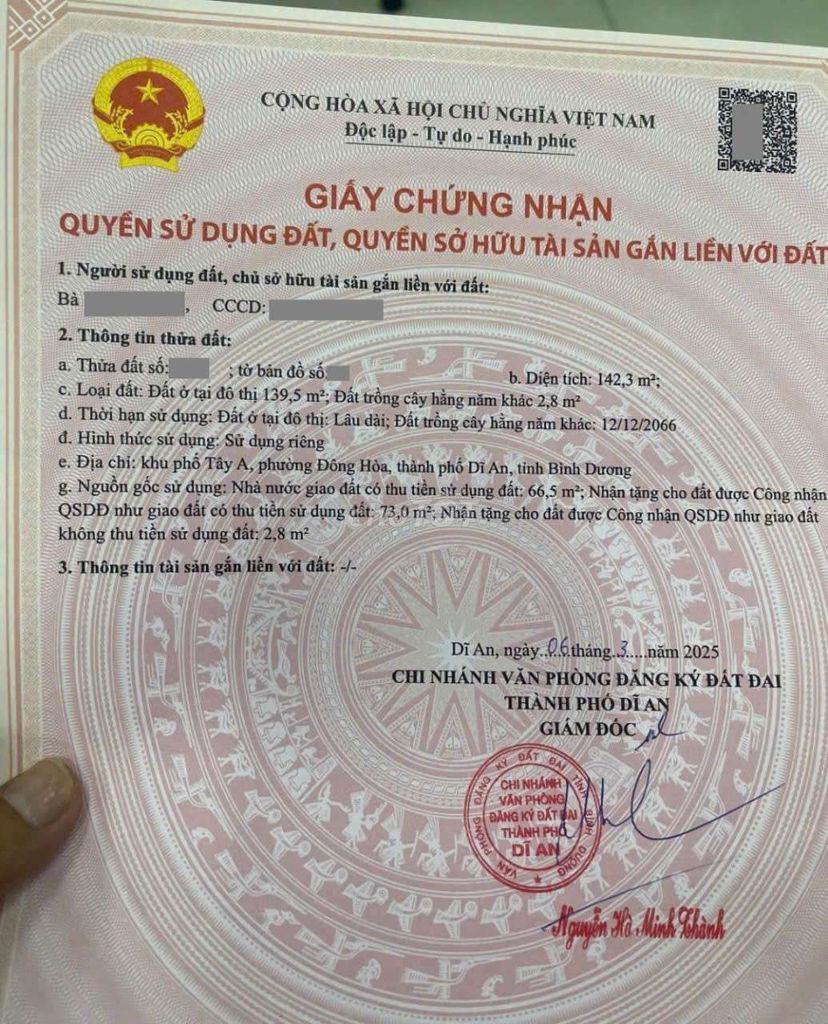 CỘNG HÒA XÃ HỘI CHỦ NGHĨA VIỆT NAM
Độc lập - Tự do - Hạnh phúc
GIẤY CHỨNG NHẬN
QUYỀN SỬ DỤNG ĐẤT, QUYỀN SỞ HỮU TÀI SẢN GẮN LIỀN VỚI ĐẤT
1. Người sử dụng đất, chủ sở hữu tài sản gắn liền với đất:
Bà , CCCD:
2. Thông tin thửa đất:
a. Thửa đất số: ; tờ bản đồ số b. Diện tích: 142,3 m²;
c. Loại đất: Đất ở tại đô thị 139,5 m²; Đất trồng cây hằng năm khác 2,8 m²
d. Thời hạn sử dụng: Đất ở tại đô thị: Lâu dài; Đất trồng cây hằng năm khác: 12/12/2066
đ. Hình thức sử dụng: Sử dụng riêng
e. Địa chỉ: khu phố Tây A, phường Đông Hòa, thành phố Dĩ An, tỉnh Bình Dương
g. Nguồn gốc sử dụng: Nhà nước giao đất có thu tiền sử dụng đất: 66,5 m²; Nhận tặng cho đất được Công nhận
QSDĐ như giao đất có thu tiền sử dụng đất: 73,0 m²; Nhận tặng cho đất được Công nhận QSDĐ như giao đất
không thu tiền sử dụng đất: 2,8 m²
3. Thông tin tài sản gắn liền với đất: -/-
Dĩ An, ngày..06.tháng..3....năm 2025
CHI NHÁNH VĂN PHÒNG ĐĂNG KÝ ĐẤT ĐAI
THÀNH PHỐ DĨ AN
GIÁM ĐỐC
VĂN PHÒNG ĐĂNG KÝ ĐẤT ĐAI TỈNH BÌNH DƯƠNG
CHI NHÁNH
VĂN PHÒNG
ĐĂNG KÝ ĐẤT ĐAI
THÀNH PHỐ
DĨ AN
Nguyễn Hà Minh Thành